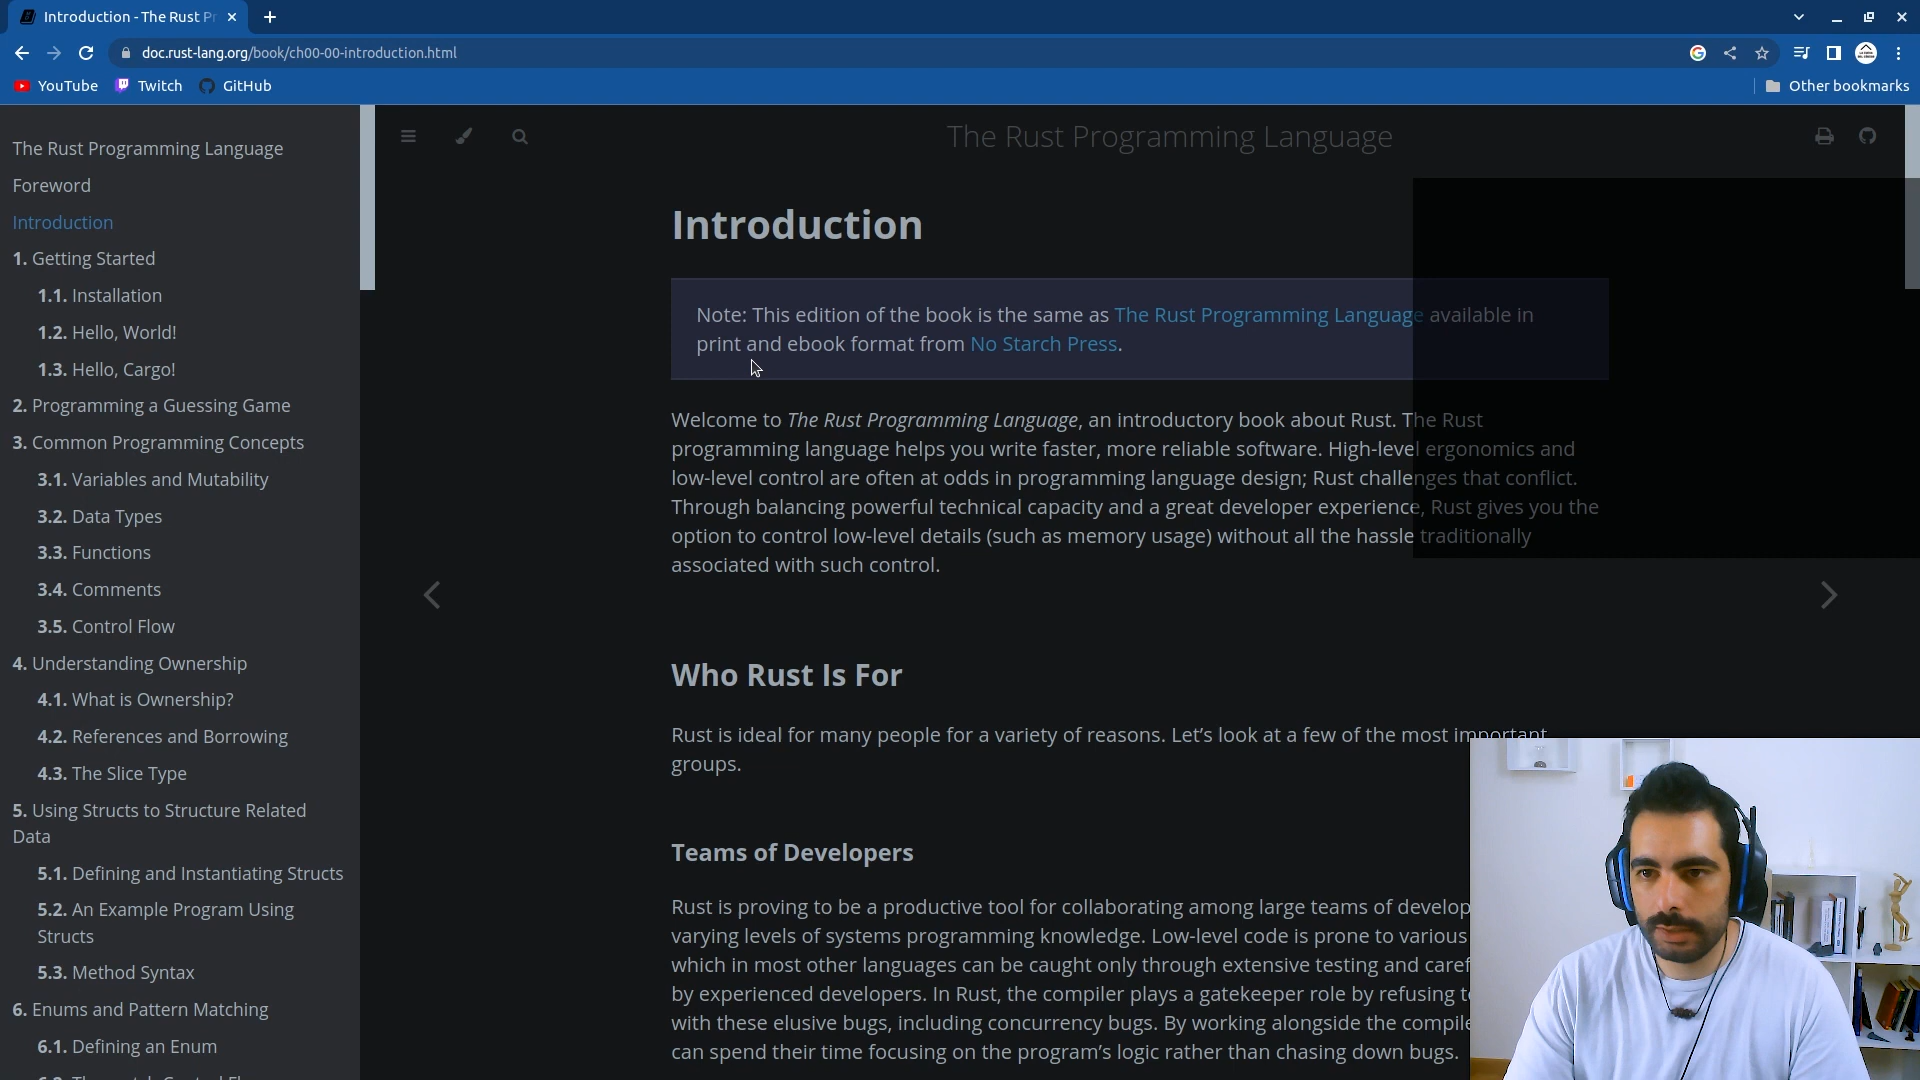 Introduction - The Rust Pr
doc.rust-lang.org/book/ch00-00-introduction.html
YouTube
Twitch
GitHub
Other bookmarks
The Rust Programming Language
Foreword
Introduction
1. Getting Started
1.1. Installation
1.2. Hello, World!
1.3. Hello, Cargo!
2. Programming a Guessing Game
3. Common Programming Concepts
3.1. Variables and Mutability
3.2. Data Types
3.3. Functions
3.4. Comments
3.5. Control Flow
4. Understanding Ownership
4.1. What is Ownership?
4.2. References and Borrowing
4.3. The Slice Type
5. Using Structs to Structure Related
Data
5.1. Defining and Instantiating Structs
5.2. An Example Program Using
Structs
5.3. Method Syntax
6. Enums and Pattern Matching
6.1. Defining an Enum
The Rust Programming Language
Introduction
Note: This edition of the book is the same as The Rust Programming Language available in
print and ebook format from No Starch Press.
Welcome to The Rust Programming Language, an introductory book about Rust. The Rust
programming language helps you write faster, more reliable software. High-level ergonomics and
low-level control are often at odds in programming language design; Rust challenges that conflict.
Through balancing powerful technical capacity and a great developer experience, Rust gives you the
option to control low-level details (such as memory usage) without all the hassle traditionally
associated with such control.
Who Rust Is For
Rust is ideal for many people for a variety of reasons. Let’s look at a few of the most important
groups.
Teams of Developers
Rust is proving to be a productive tool for collaborating among large teams of develop
varying levels of systems programming knowledge. Low-level code is prone to various
which in most other languages can be caught only through extensive testing and caref
by experienced developers. In Rust, the compiler plays a gatekeeper role by refusing t
with these elusive bugs, including concurrency bugs. By working alongside the compile
can spend their time focusing on the program’s logic rather than chasing down bugs.